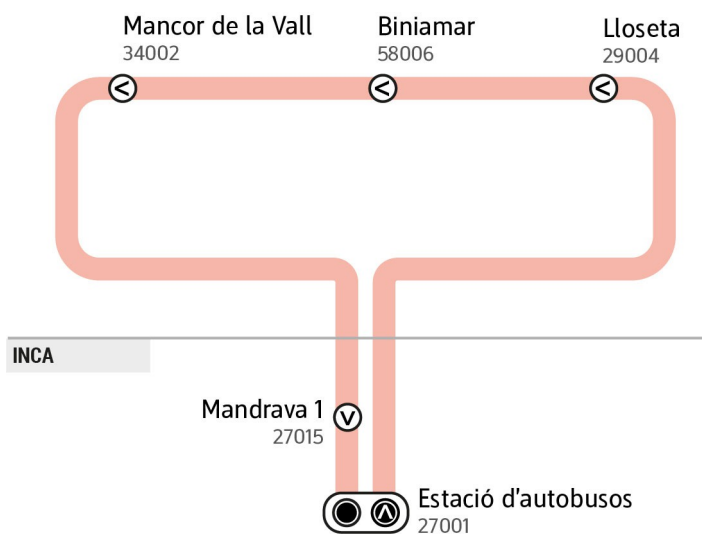 Mancor de la Vall
34002
Biniamar
58006
Lloseta
29004
INCA
Mandrava 1
27015
Estació d'autobusos
27001